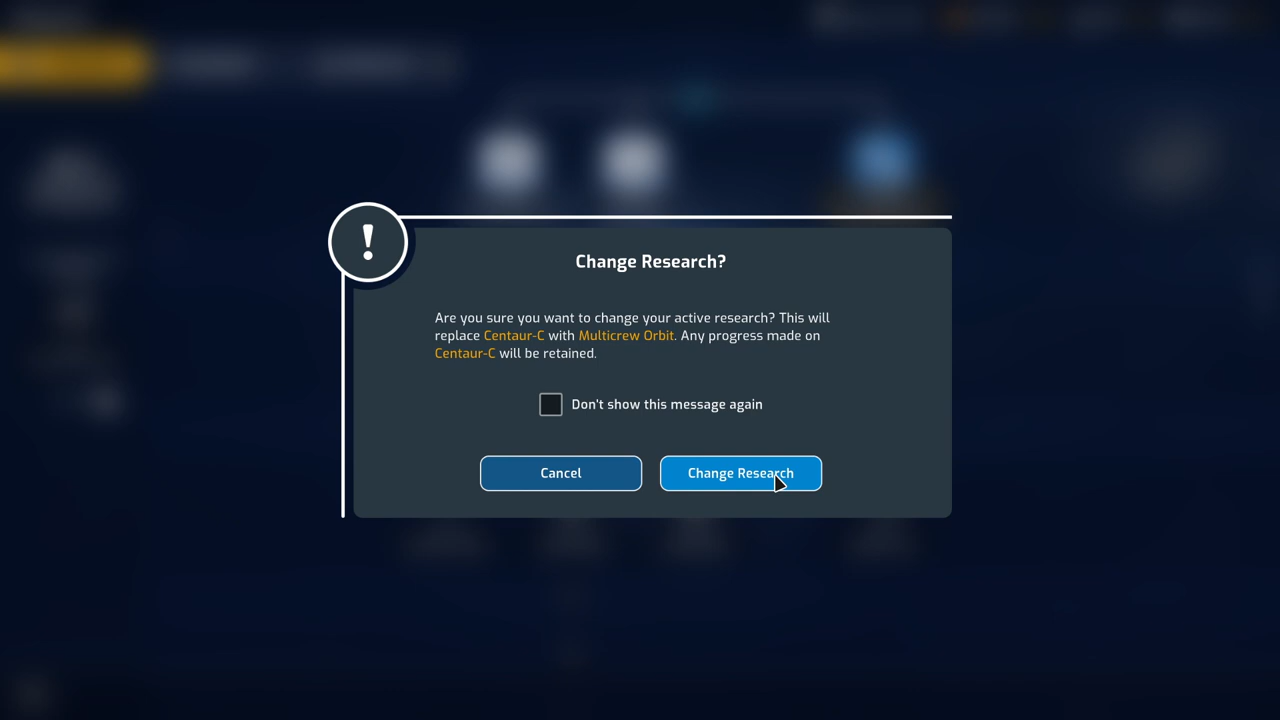 !
Change Research?
Are you sure you want to change your active research? This will
replace Centaur-C with Multicrew Orbit. Any progress made on
Centaur-C will be retained.
Don't show this message again
Cancel
Change Research